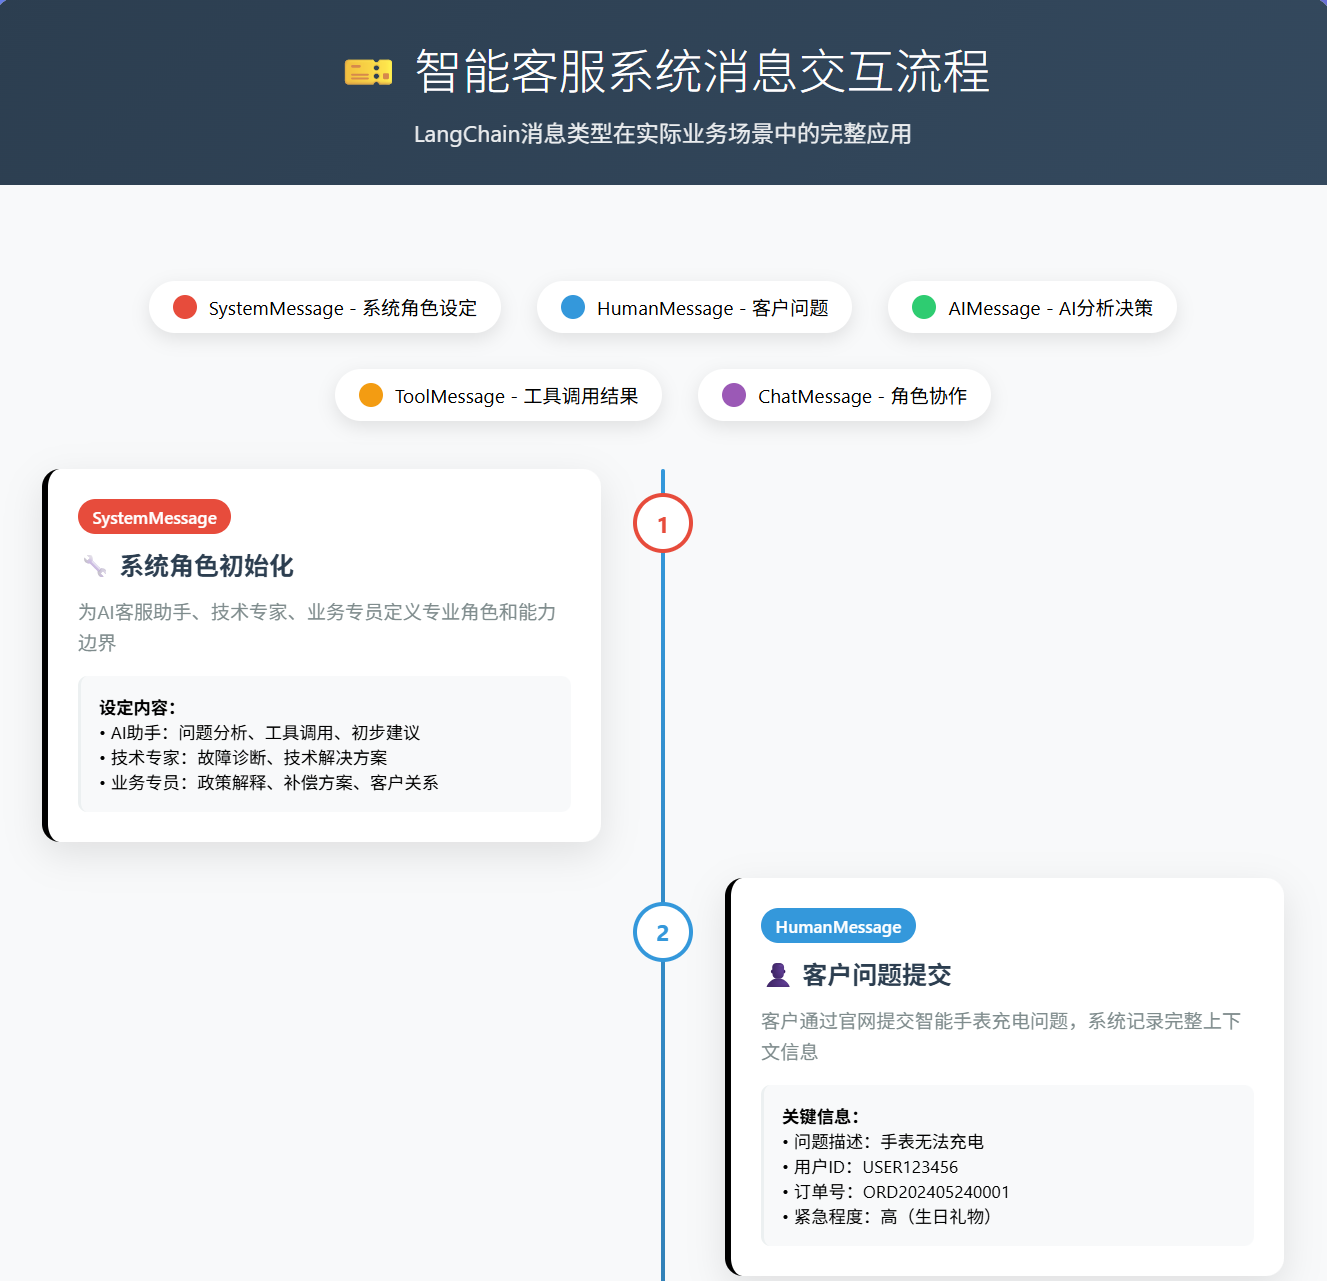 智能客服系统消息交互流程
LangChain消息类型在实际业务场景中的完整应用
SystemMessage - 系统角色设定
HumanMessage - 客户问题
AIMessage - AI分析决策
ToolMessage - 工具调用结果
ChatMessage - 角色协作
1
SystemMessage
系统角色初始化
为AI客服助手、技术专家、业务专员定义专业角色和能力
边界
设定内容：
• AI助手：问题分析、工具调用、初步建议
• 技术专家：故障诊断、技术解决方案
• 业务专员：政策解释、补偿方案、客户关系
2
HumanMessage
客户问题提交
客户通过官网提交智能手表充电问题，系统记录完整上下
文信息
关键信息：
• 问题描述：手表无法充电
• 用户ID：USER123456
• 订单号：ORD202405240001
• 紧急程度：高（生日礼物）